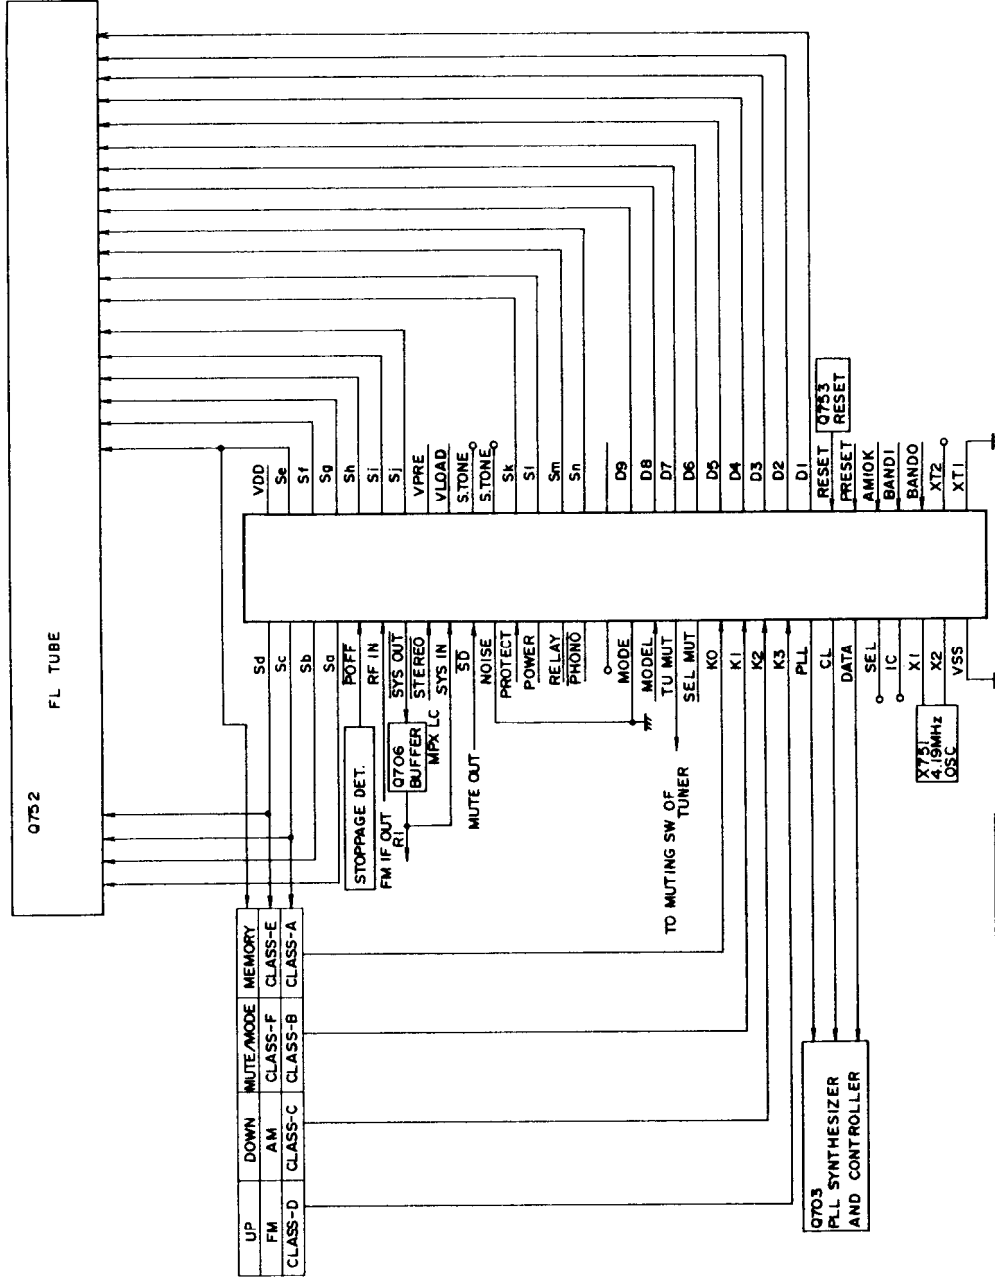 Q752
FL TUBE
VDD
Se
Sf
Sg
Sh
Si
Sj
VPRE
VLOAD
S.TONE
S.TONE
Sk
Sl
Sm
Sn
D9
D8
D7
D6
D5
D4
D3
D2
D1
RESET
PRESET
AM10K
BAND1
BAND0
XT2
XT1
Q753
RESET
Sd
Sc
Sb
Sa
POFF
RF IN
SYS OUT
STEREO
SYS IN
SD
NOISE
PROTECT
POWER
RELAY
PHONO
MODE
MODEL
TU MUT
SEL MUT
K0
K1
K2
K3
PLL
CL
DATA
SEL
IC
X1
X2
VSS
STOPPAGE DET.
FM IF OUT
R1
Q706
BUFFER
MPX LC
MUTE OUT
TO MUTING SW OF
TUNER
X751
4.19MHz
OSC
UP DOWN MUTE/MODE MEMORY
FM AM CLASS-F CLASS-E
CLASS-D CLASS-C CLASS-B CLASS-A
Q703
PLL SYNTHESIZER
AND CONTROLLER